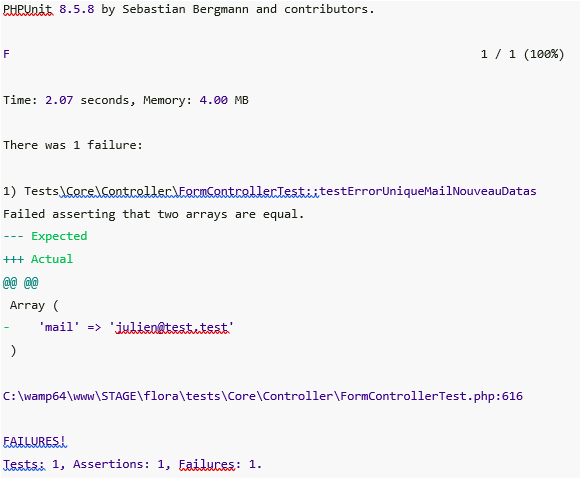 PHPUnit 8.5.8 by Sebastian Bergmann and contributors.
F 1 / 1 (100%)
Time: 2.07 seconds, Memory: 4.00 MB
There was 1 failure:
1) Tests\Core\Controller\FormControllerTest::testErrorUniqueMailNouveauDatas
Failed asserting that two arrays are equal.
--- Expected
+++ Actual
@@ @@
Array (
- 'mail' => 'julien@test.test'
)
C:\wamp64\www\STAGE\flora\tests\Core\Controller\FormControllerTest.php:616
FAILURES!
Tests: 1, Assertions: 1, Failures: 1.